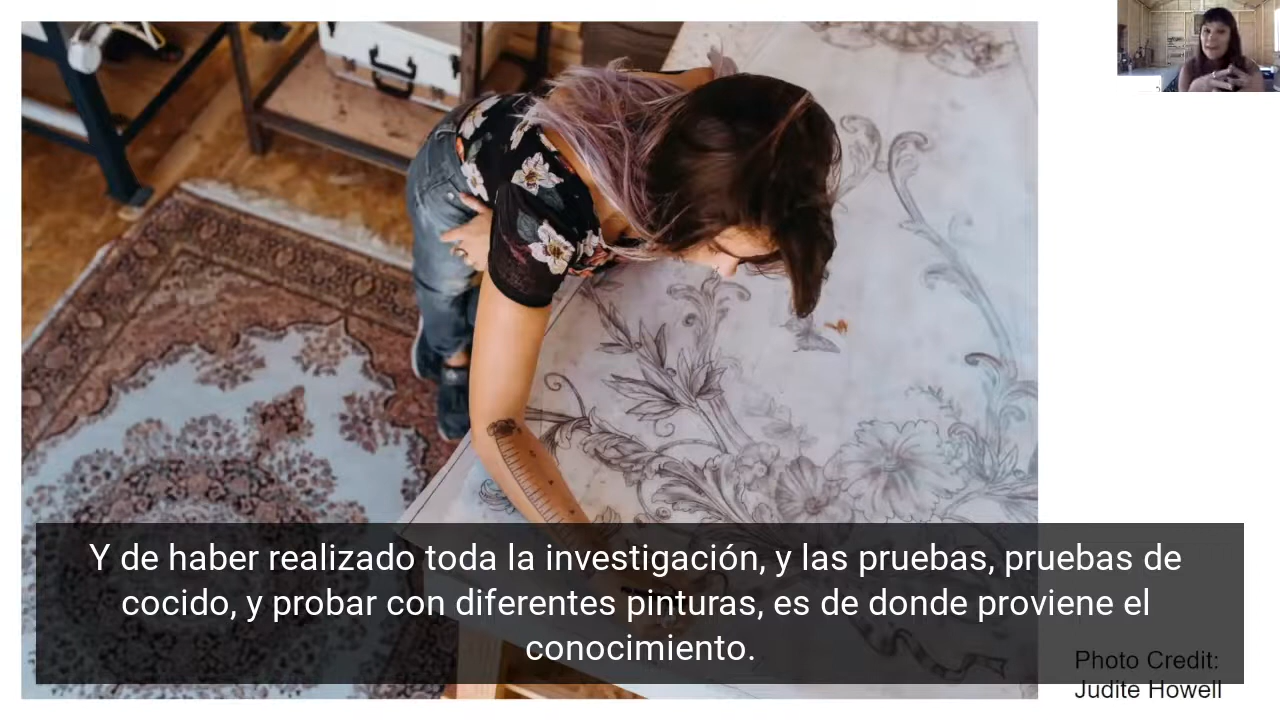 Y de haber realizado toda la investigación, y las pruebas, pruebas de
cocido, y probar con diferentes pinturas, es de donde proviene el
conocimiento.
Photo Credit:
Judite Howell